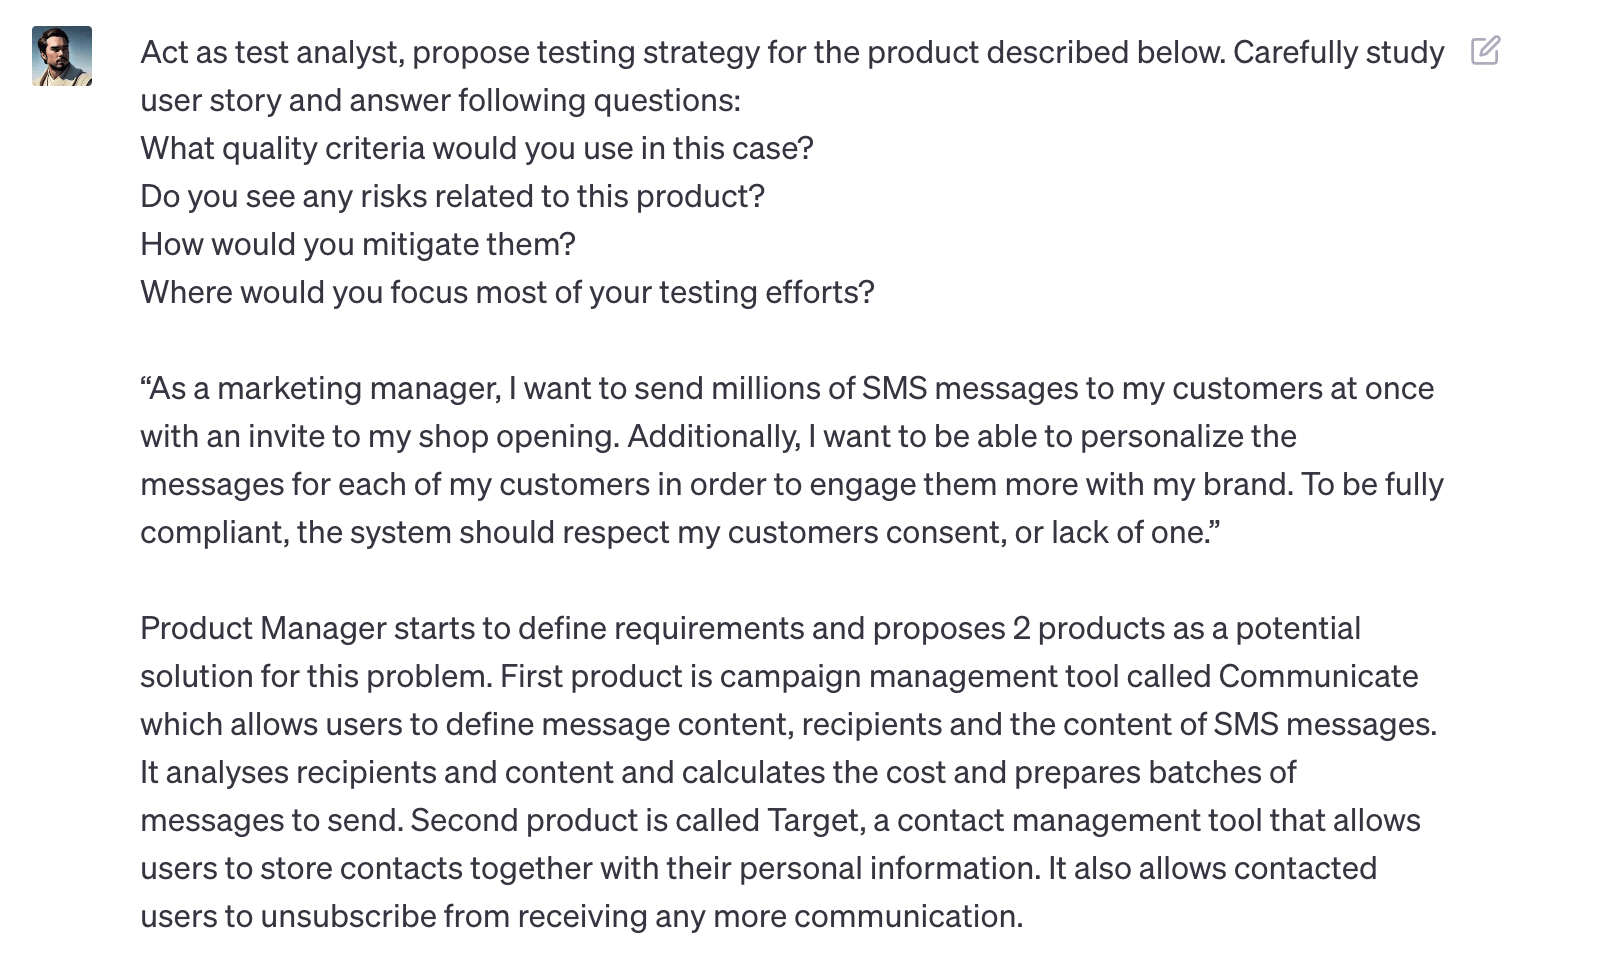 Act as test analyst, propose testing strategy for the product described below. Carefully study
user story and answer following questions:
What quality criteria would you use in this case?
Do you see any risks related to this product?
How would you mitigate them?
Where would you focus most of your testing efforts?
“As a marketing manager, I want to send millions of SMS messages to my customers at once
with an invite to my shop opening. Additionally, I want to be able to personalize the
messages for each of my customers in order to engage them more with my brand. To be fully
compliant, the system should respect my customers consent, or lack of one.”
Product Manager starts to define requirements and proposes 2 products as a potential
solution for this problem. First product is campaign management tool called Communicate
which allows users to define message content, recipients and the content of SMS messages.
It analyses recipients and content and calculates the cost and prepares batches of
messages to send. Second product is called Target, a contact management tool that allows
users to store contacts together with their personal information. It also allows contacted
users to unsubscribe from receiving any more communication.